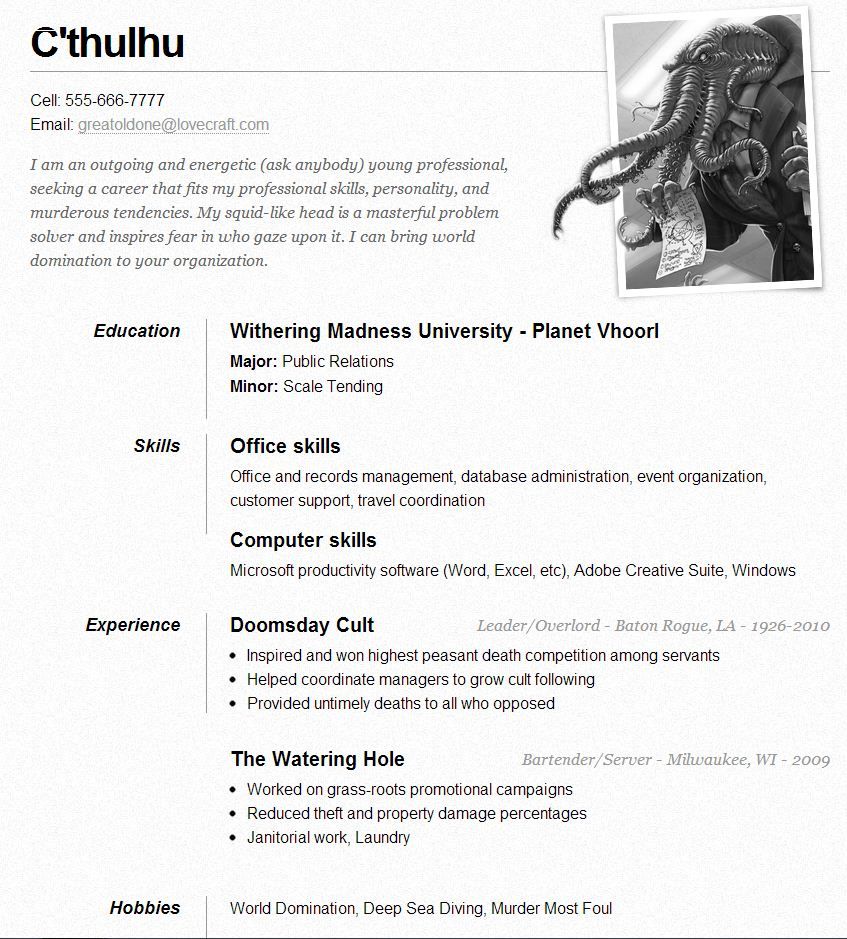 C'thulhu
Cell: 555-666-7777
Email: greatoldone@lovecraft.com
I am an outgoing and energetic (ask anybody) young professional,
seeking a career that fits my professional skills, personality, and
murderous tendencies. My squid-like head is a masterful problem
solver and inspires fear in who gaze upon it. I can bring world
domination to your organization.
Education
Withering Madness University - Planet Vhoorl
Major: Public Relations
Minor: Scale Tending
Skills
Office skills
Office and records management, database administration, event organization,
customer support, travel coordination
Computer skills
Microsoft productivity software (Word, Excel, etc), Adobe Creative Suite, Windows
Experience
Doomsday Cult
Leader/Overlord - Baton Rogue, LA - 1926-2010
• Inspired and won highest peasant death competition among servants
• Helped coordinate managers to grow cult following
• Provided untimely deaths to all who opposed
The Watering Hole
Bartender/Server - Milwaukee, WI - 2009
• Worked on grass-roots promotional campaigns
• Reduced theft and property damage percentages
• Janitorial work, Laundry
Hobbies
World Domination, Deep Sea Diving, Murder Most Foul